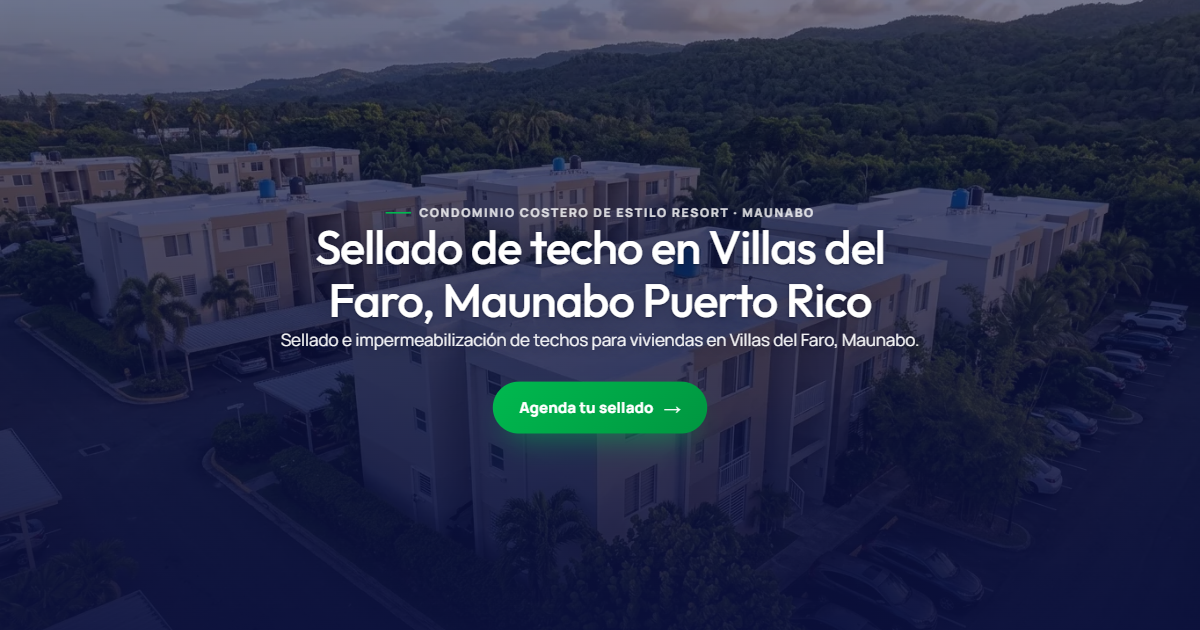 CONDOMINIO COSTERO DE ESTILO RESORT · MAUNABO
Sellado de techo en Villas del
Faro, Maunabo Puerto Rico
Sellado e impermeabilización de techos para viviendas en Villas del Faro, Maunabo.
Agenda tu sellado →